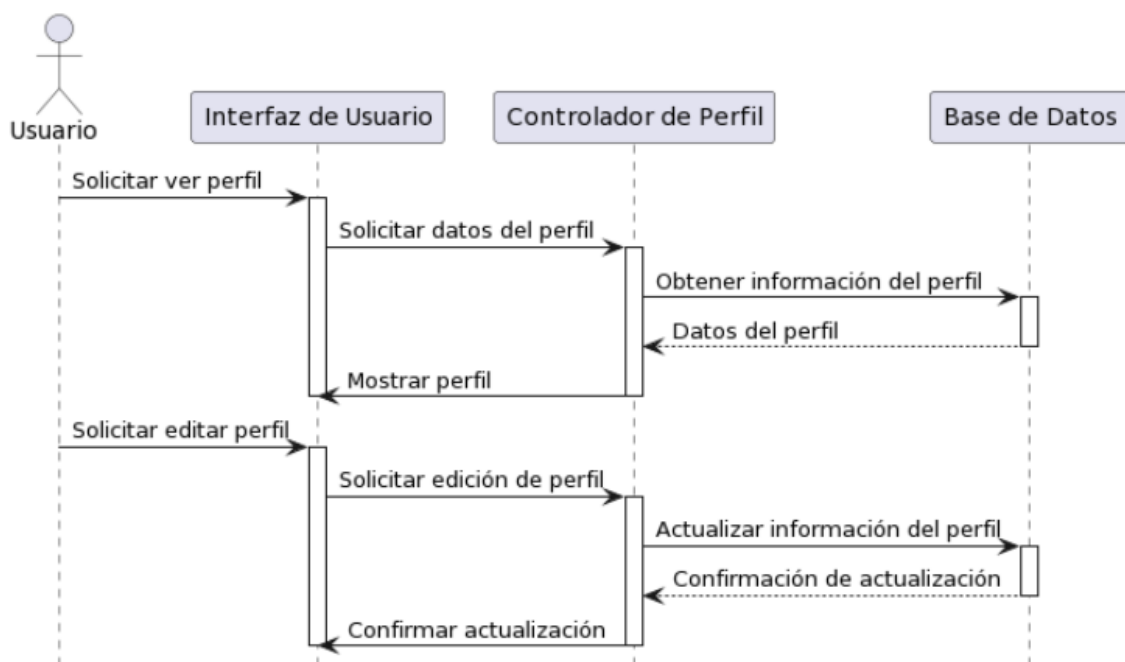 Usuario
Interfaz de Usuario
Controlador de Perfil
Base de Datos
Solicitar ver perfil
Solicitar datos del perfil
Obtener información del perfil
Datos del perfil
Mostrar perfil
Solicitar editar perfil
Solicitar edición de perfil
Actualizar información del perfil
Confirmación de actualización
Confirmar actualización